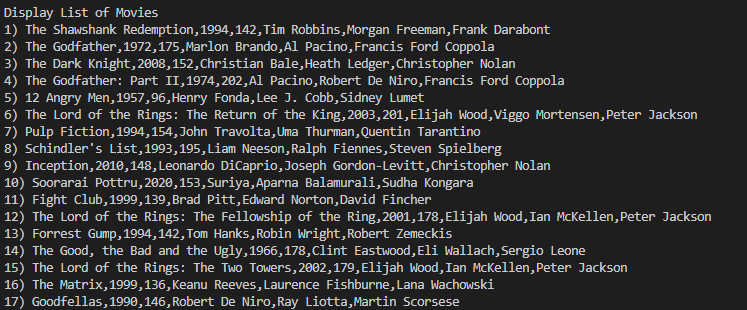 Display List of Movies
1) The Shawshank Redemption,1994,142,Tim Robbins,Morgan Freeman,Frank Darabont
2) The Godfather,1972,175,Marlon Brando,Al Pacino,Francis Ford Coppola
3) The Dark Knight,2008,152,Christian Bale,Heath Ledger,Christopher Nolan
4) The Godfather: Part II,1974,202,Al Pacino,Robert De Niro,Francis Ford Coppola
5) 12 Angry Men,1957,96,Henry Fonda,Lee J. Cobb,Sidney Lumet
6) The Lord of the Rings: The Return of the King,2003,201,Elijah Wood,Viggo Mortensen,Peter Jackson
7) Pulp Fiction,1994,154,John Travolta,Uma Thurman,Quentin Tarantino
8) Schindler's List,1993,195,Liam Neeson,Ralph Fiennes,Steven Spielberg
9) Inception,2010,148,Leonardo DiCaprio,Joseph Gordon-Levitt,Christopher Nolan
10) Soorarai Pottru,2020,153,Suriya,Aparna Balamurali,Sudha Kongara
11) Fight Club,1999,139,Brad Pitt,Edward Norton,David Fincher
12) The Lord of the Rings: The Fellowship of the Ring,2001,178,Elijah Wood,Ian McKellen,Peter Jackson
13) Forrest Gump,1994,142,Tom Hanks,Robin Wright,Robert Zemeckis
14) The Good, the Bad and the Ugly,1966,178,Clint Eastwood,Eli Wallach,Sergio Leone
15) The Lord of the Rings: The Two Towers,2002,179,Elijah Wood,Ian McKellen,Peter Jackson
16) The Matrix,1999,136,Keanu Reeves,Laurence Fishburne,Lana Wachowski
17) Goodfellas,1990,146,Robert De Niro,Ray Liotta,Martin Scorsese